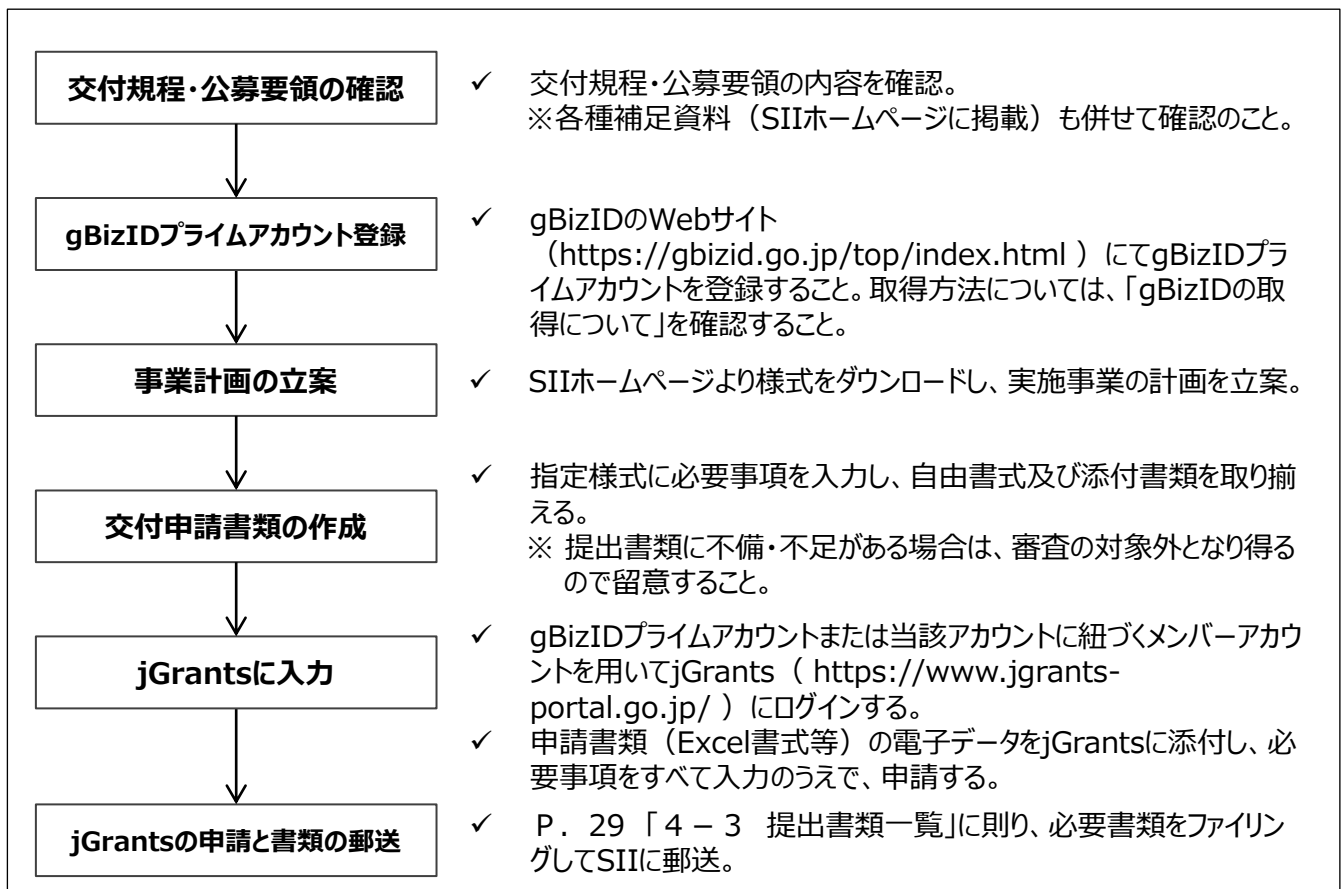 交付規程・公募要領の確認
✓ 交付規程・公募要領の内容を確認。
※各種補足資料（SIIホームページに掲載）も併せて確認のこと。
gBizIDプライムアカウント登録
✓ gBizIDのWebサイト
（https://gbizid.go.jp/top/index.html ）にてgBizIDプラ
イムアカウントを登録すること。取得方法については、「gBizIDの取
得について」を確認すること。
事業計画の立案
✓ SIIホームページより様式をダウンロードし、実施事業の計画を立案。
交付申請書類の作成
✓ 指定様式に必要事項を入力し、自由書式及び添付書類を取り揃
える。
※ 提出書類に不備・不足がある場合は、審査の対象外となり得る
ので留意すること。
jGrantsに入力
✓ gBizIDプライムアカウントまたは当該アカウントに紐づくメンバーアカウ
ントを用いてjGrants（ https://www.jgrants-
portal.go.jp/ ）にログインする。
✓ 申請書類（Excel書式等）の電子データをjGrantsに添付し、必
要事項をすべて入力のうえで、申請する。
jGrantsの申請と書類の郵送
✓ Ｐ．29「４－３ 提出書類一覧」に則り、必要書類をファイリン
グしてSIIに郵送。